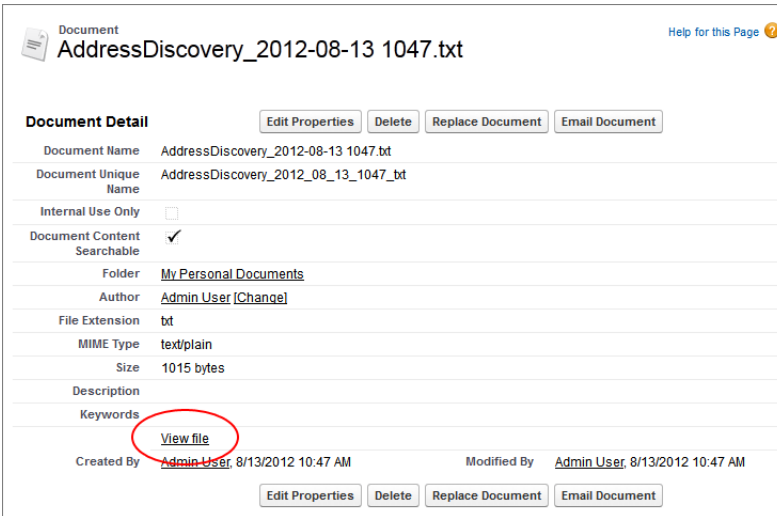 Document
AddressDiscovery_2012-08-13 1047.txt
Help for this Page ?
Document Detail
Edit Properties Delete Replace Document Email Document
Document Name AddressDiscovery_2012-08-13 1047.txt
Document Unique
Name
AddressDiscovery_2012_08_13_1047_txt
Internal Use Only
Document Content
Searchable
Folder My Personal Documents
Author Admin User [Change]
File Extension txt
MIME Type text/plain
Size 1015 bytes
Description
Keywords
View file
Created By Admin User, 8/13/2012 10:47 AM Modified By Admin User, 8/13/2012 10:47 AM
Edit Properties Delete Replace Document Email Document